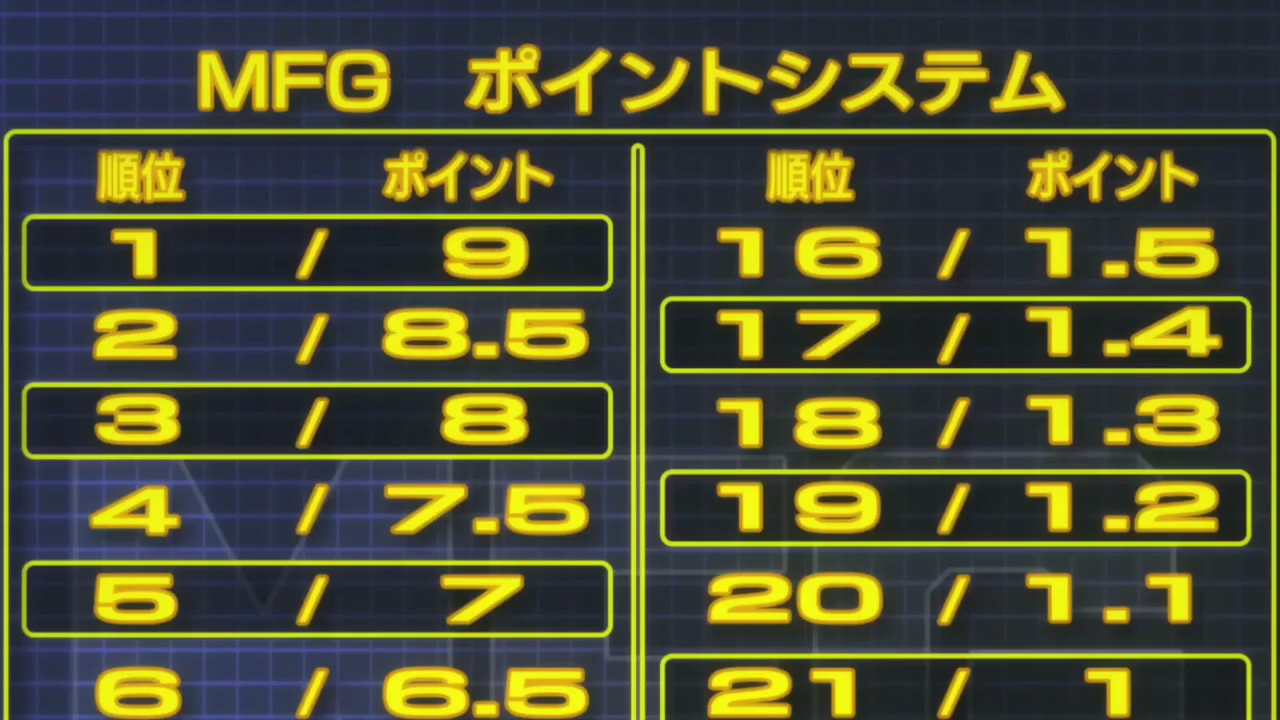 MFG ポイントシステム
順位 ポイント
1 / 9
2 / 8.5
3 / 8
4 / 7.5
5 / 7
6 / 6.5
順位 ポイント
16 / 1.5
17 / 1.4
18 / 1.3
19 / 1.2
20 / 1.1
21 / 1